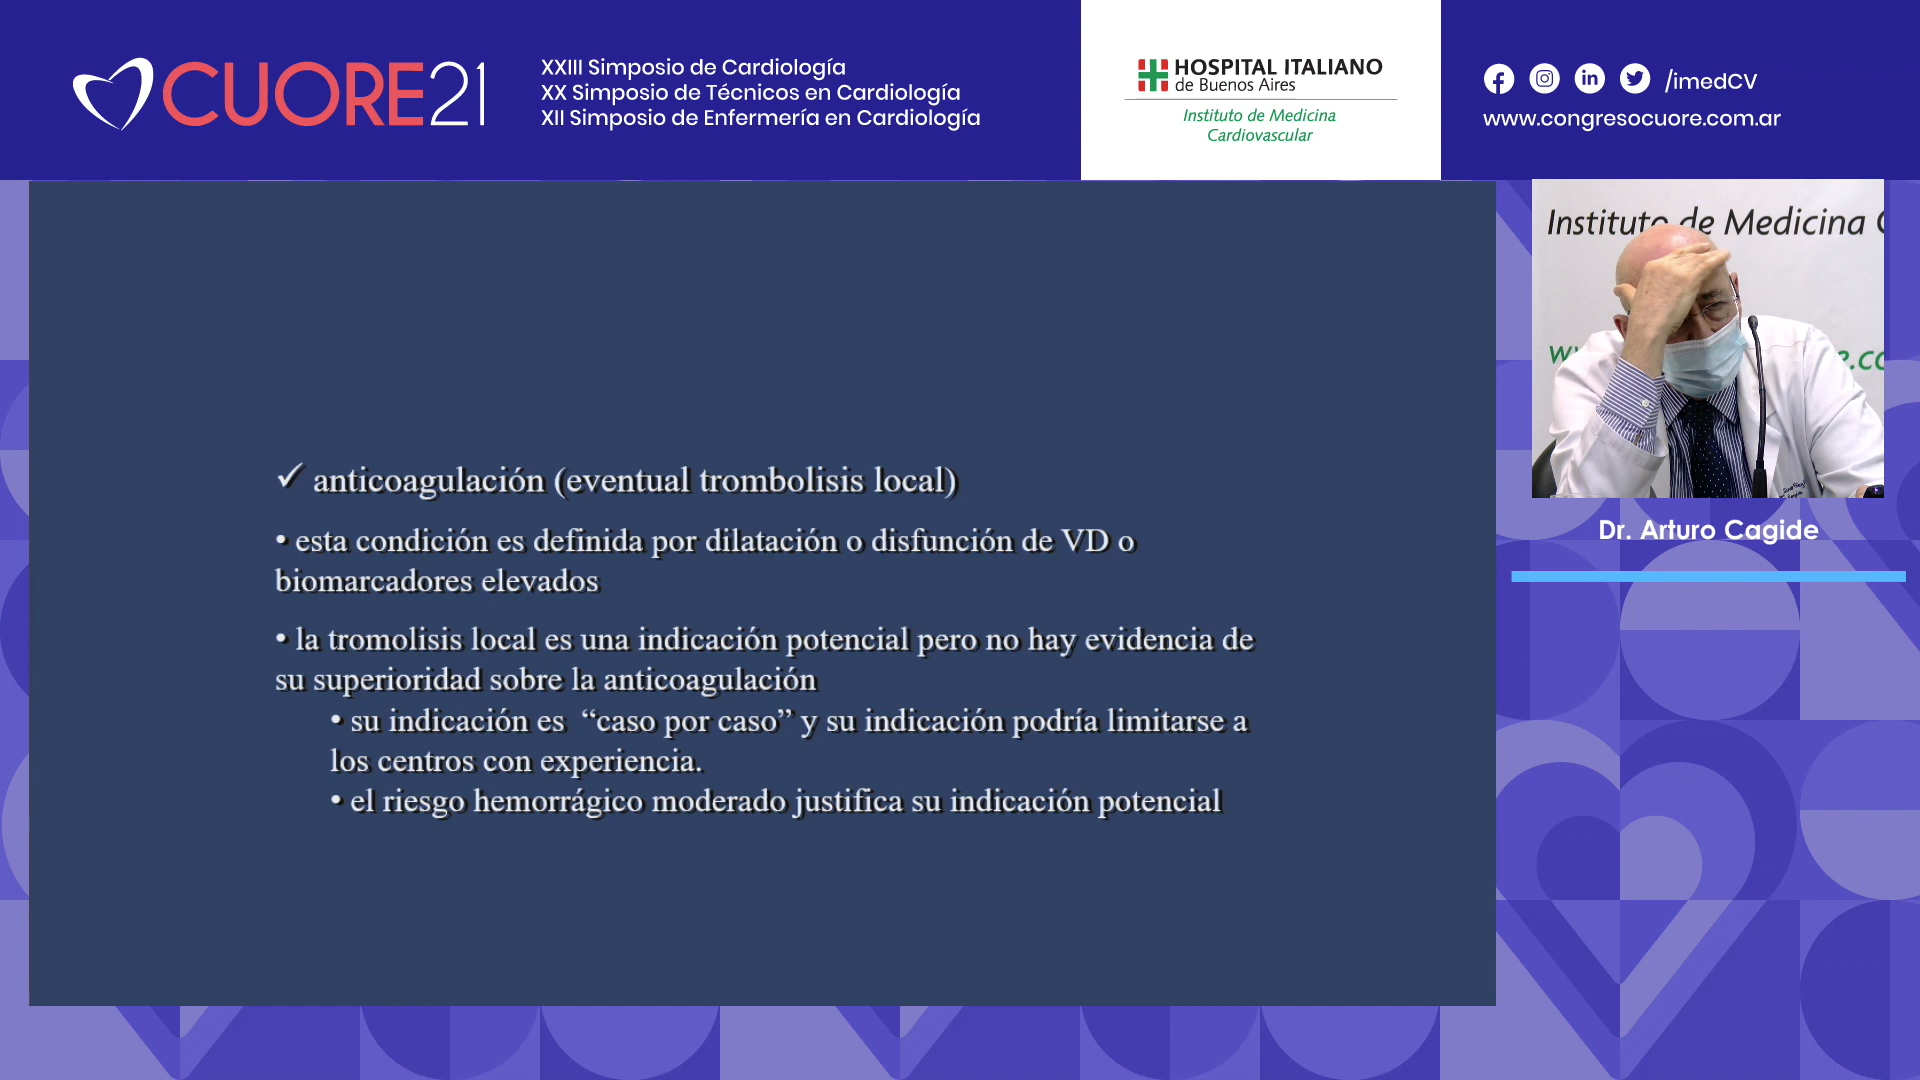 CUORE21
XXIII Simposio de Cardiología
XX Simposio de Técnicos en Cardiología
XII Simposio de Enfermería en Cardiología
HOSPITAL ITALIANO
de Buenos Aires
Instituto de Medicina
Cardiovascular
/imedCV
www.congresocuore.com.ar
Instituto de Medicina
Dr. Arturo Cagide
✓ anticoagulación (eventual trombolisis local)
• esta condición es definida por dilatación o disfunción de VD o
biomarcadores elevados
• la tromolisis local es una indicación potencial pero no hay evidencia de
su superioridad sobre la anticoagulación
• su indicación es “caso por caso” y su indicación podría limitarse a
los centros con experiencia.
• el riesgo hemorrágico moderado justifica su indicación potencial